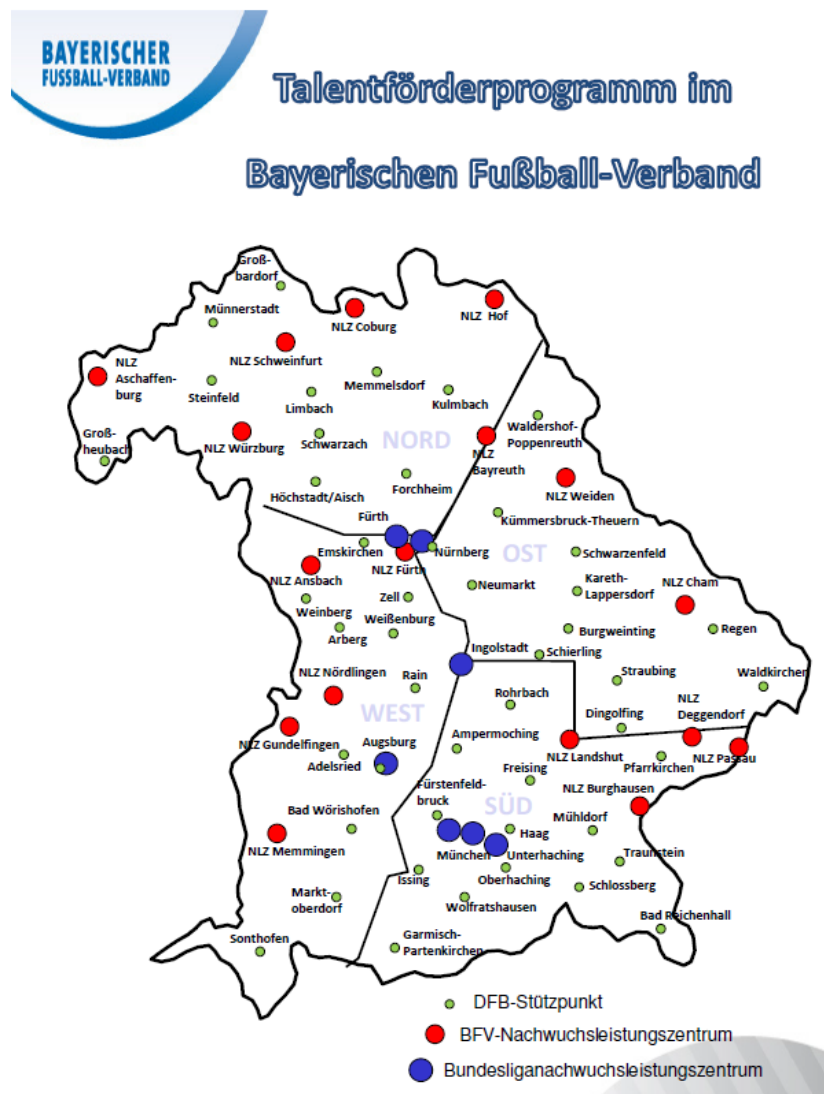 BAYERISCHER
FUSSBALL-VERBAND
Talentförderprogramm im
Bayerischen Fußball-Verband
Groß-
bardorf
Münnerstadt
NLZ Coburg
NLZ Hof
NLZ Schweinfurt
NLZ
Aschaffen-
burg
Steinfeld
Memmelsdorf
Limbach
Kulmbach
Groß-
heubach
NLZ Würzburg
Schwarzach
NORD
Waldershof-
Poppenreuth
NLZ
Bayreuth
NLZ Weiden
Höchstadt/Aisch
Forchheim
Fürth
Kümmersbruck-Theuern
Emskirchen
NLZ Fürth
Nürnberg
OST
Schwarzenfeld
NLZ Ansbach
Zell
Neumarkt
Kareth-
Lappersdorf
NLZ Cham
Weinberg
Weißenburg
Arberg
Burgweinting
Regen
Ingolstadt
Schierling
NLZ Nördlingen
Rain
Straubing
Waldkirchen
Rohrbach
NLZ
Deggendorf
WEST
Dingolfing
NLZ Gundelfingen
Augsburg
Ampermoching
NLZ Landshut
NLZ Passau
Adelsried
Freising
Pfarrkirchen
Fürstenfeld-
bruck
SÜD
NLZ Burghausen
Bad Wörishofen
Haag
Mühldorf
NLZ Memmingen
München
Unterhaching
Traunstein
Issing
Oberhaching
Schlossberg
Markt-
oberdorf
Wolfratshausen
Bad Reichenhall
Sonthofen
Garmisch-
Partenkirchen
DFB-Stützpunkt
BFV-Nachwuchsleistungszentrum
Bundesliganachwuchsleistungszentrum